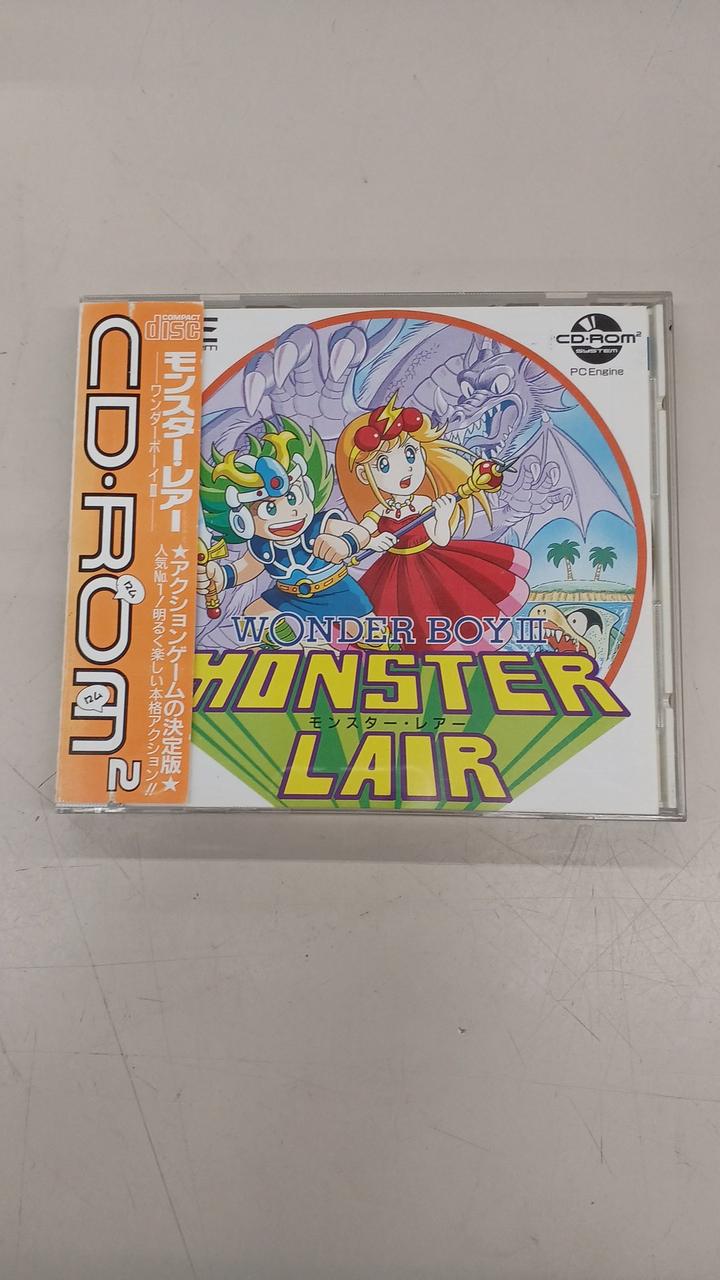 COMPACT
disc
CD・ROM²
ロム
ロム
モンスター・レアー
―ワンダーボーイⅢ―
★アクションゲームの決定版★
人気No.1!明るく楽しい本格アクション!!
CD・ROM²
SYSTEM
PC Engine
WONDER BOY III
MONSTER
モンスター・レアー
LAIR